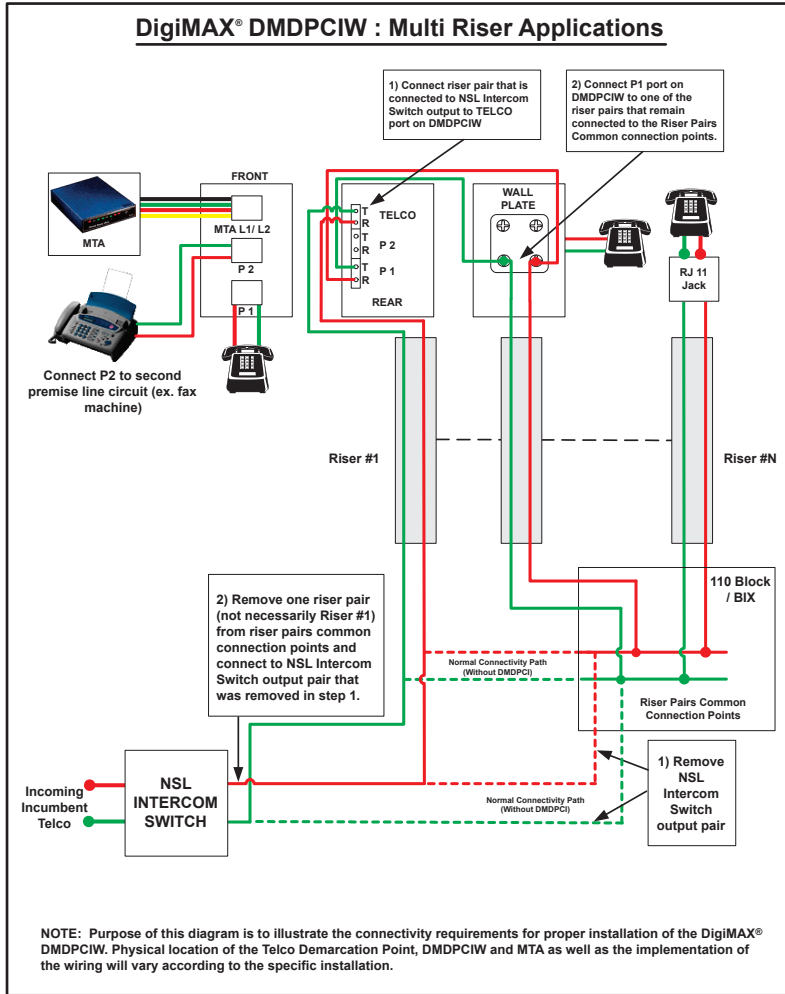 DigiMAX® DMDPCIW : Multi Riser Applications
1) Connect riser pair that is
connected to NSL Intercom
Switch output to TELCO
port on DMDPCIW
2) Connect P1 port on
DMDPCIW to one of the
riser pairs that remain
connected to the Riser Pairs
Common connection points.
FRONT
MTA
MTA L1/ L2
P 2
P 1
Connect P2 to second
premise line circuit (ex. fax
machine)
T TELCO
R
T P 2
R
T P 1
R
REAR
WALL
PLATE
RJ 11
Jack
Riser #1
Riser #N
110 Block
/ BIX
2) Remove one riser pair
(not necessarily Riser #1)
from riser pairs common
connection points and
connect to NSL Intercom
Switch output pair that
was removed in step 1.
Normal Connectivity Path
(Without DMDPCI)
Riser Pairs Common
Connection Points
Incoming
Incumbent
Telco
NSL
INTERCOM
SWITCH
Normal Connectivity Path
(Without DMDPCI)
1) Remove
NSL
Intercom
Switch
output pair
NOTE: Purpose of this diagram is to illustrate the connectivity requirements for proper installation of the DigiMAX®
DMDPCIW. Physical location of the Telco Demarcation Point, DMDPCIW and MTA as well as the implementation of
the wiring will vary according to the specific installation.